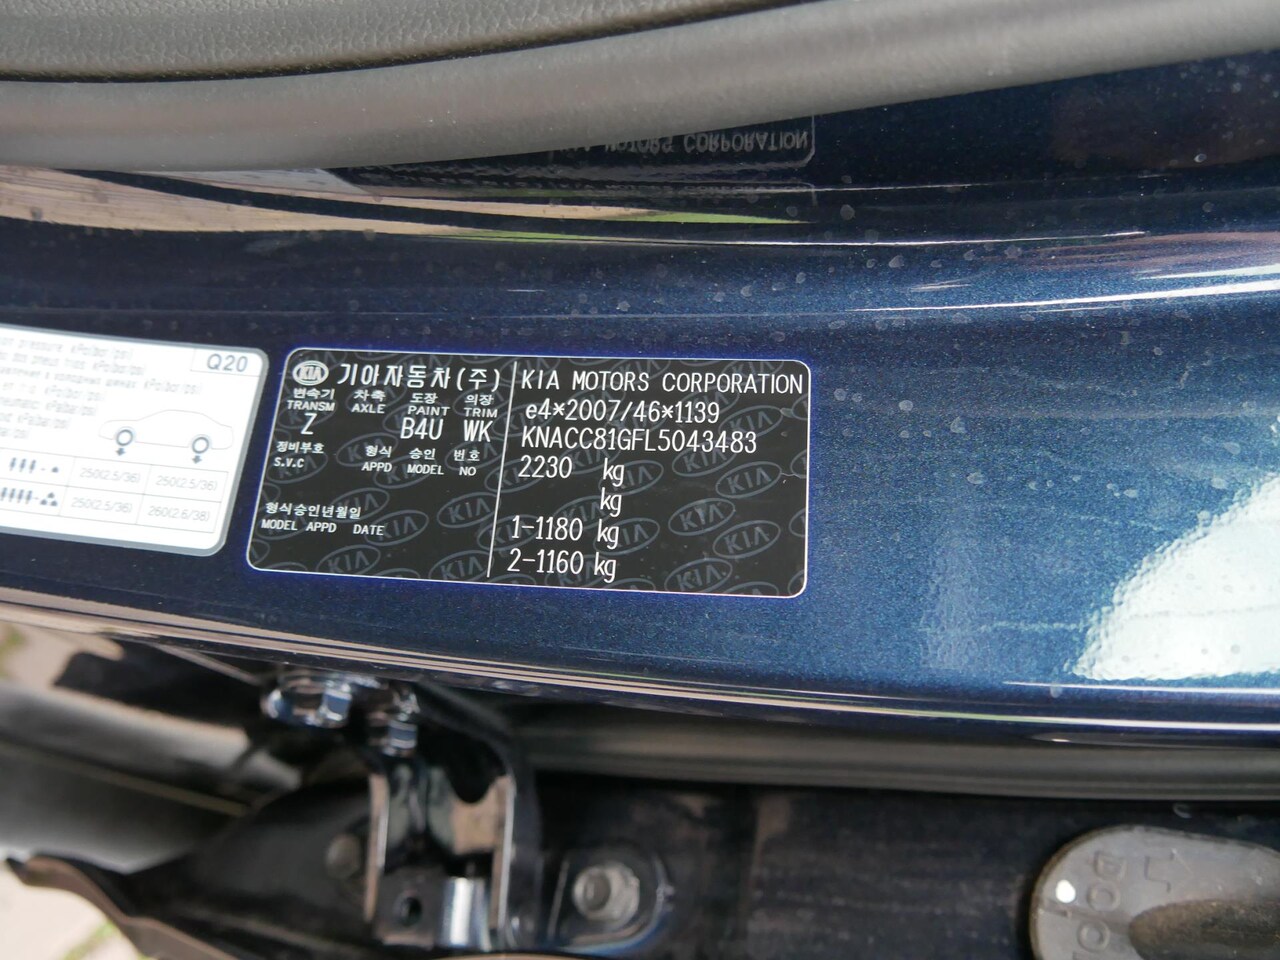 Q20
250(2.5/36) 250(2.5/36)
250(2.5/36) 260(2.6/38)
KIA 기아자동차(주)
변속기 차축 도장 의장
TRANSM AXLE PAINT TRIM
Z B4U WK
정비부호 형식 승인 번호
S.V.C APPD MODEL NO
형식승인년월일
MODEL APPD DATE
KIA MOTORS CORPORATION
e4*2007/46*1139
KNACC81GFL5043483
2230 kg
kg
1-1180 kg
2-1160 kg